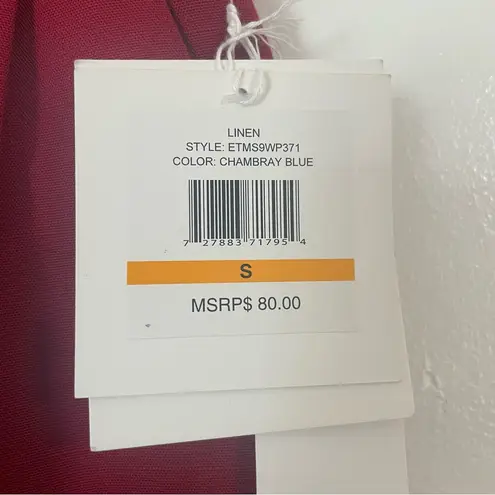 LINEN
STYLE: ETMS9WP371
COLOR: CHAMBRAY BLUE
7 27883 71795 4
S
MSRP$ 80.00